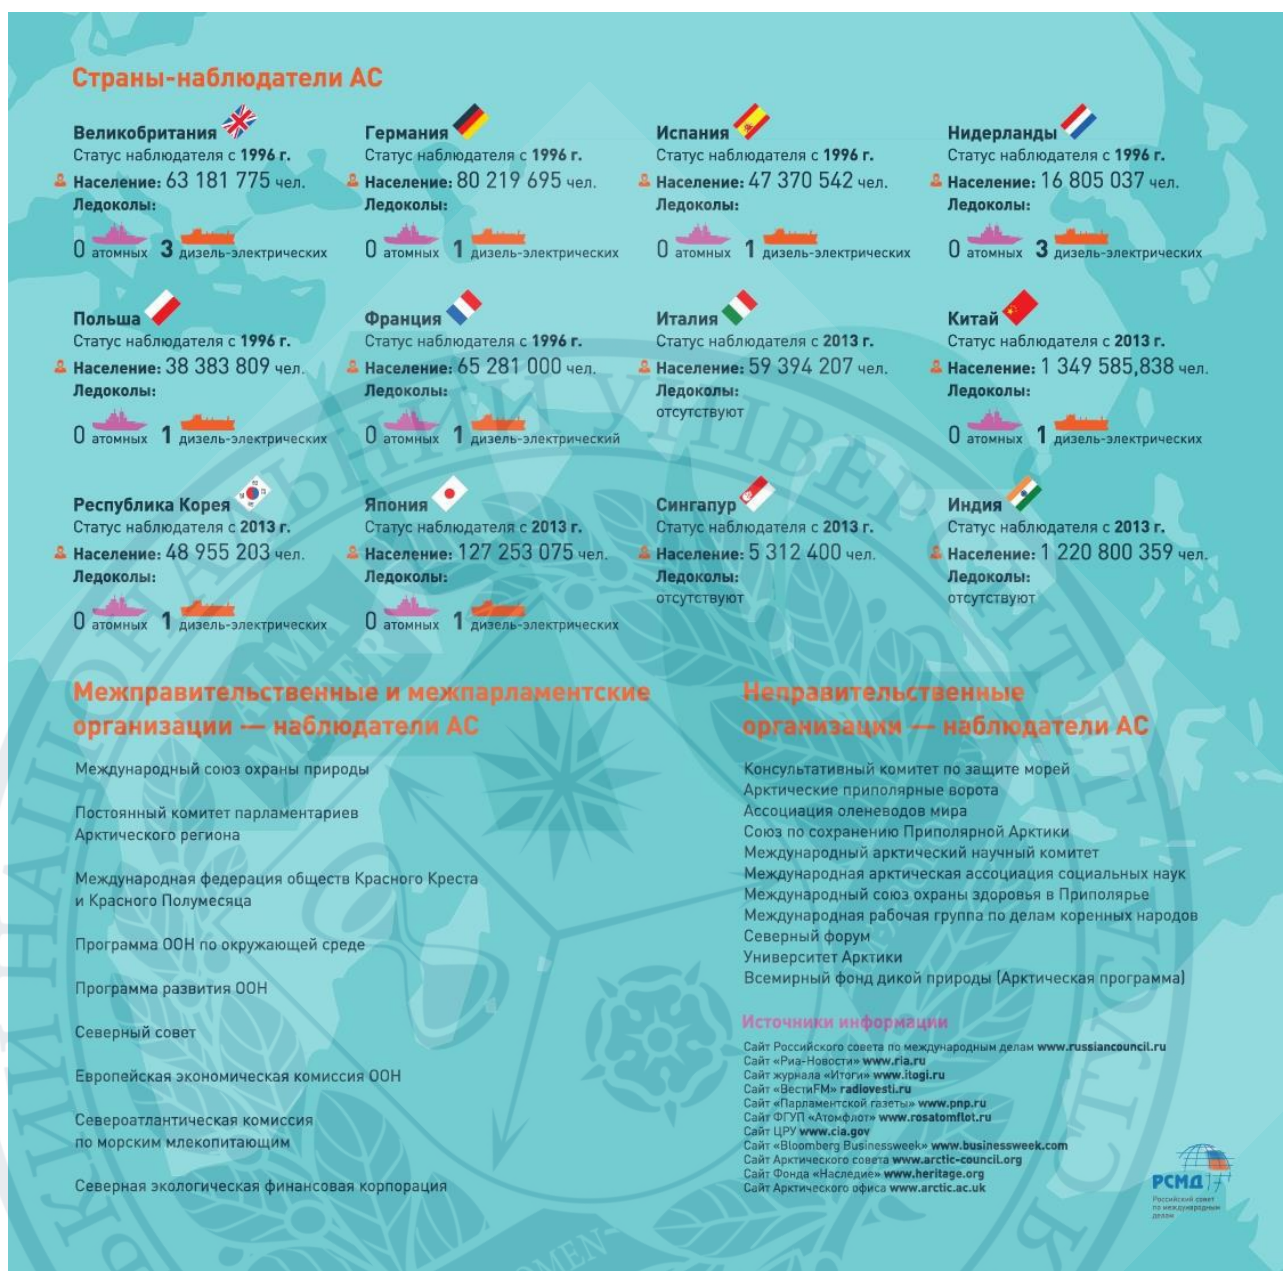 Страны-наблюдатели АС
Великобритания
Статус наблюдателя с 1996 г.
Население: 63 181 775 чел.
Ледоколы:
0 атомных 3 дизель-электрических
Германия
Статус наблюдателя с 1996 г.
Население: 80 219 695 чел.
Ледоколы:
0 атомных 1 дизель-электрических
Испания
Статус наблюдателя с 1996 г.
Население: 47 370 542 чел.
Ледоколы:
0 атомных 1 дизель-электрических
Нидерланды
Статус наблюдателя с 1996 г.
Население: 16 805 037 чел.
Ледоколы:
0 атомных 3 дизель-электрических
Польша
Статус наблюдателя с 1996 г.
Население: 38 383 809 чел.
Ледоколы:
0 атомных 1 дизель-электрических
Франция
Статус наблюдателя с 1996 г.
Население: 65 281 000 чел.
Ледоколы:
0 атомных 1 дизель-электрический
Италия
Статус наблюдателя с 2013 г.
Население: 59 394 207 чел.
Ледоколы:
отсутствуют
Китай
Статус наблюдателя с 2013 г.
Население: 1 349 585,838 чел.
Ледоколы:
0 атомных 1 дизель-электрических
Республика Корея
Статус наблюдателя с 2013 г.
Население: 48 955 203 чел.
Ледоколы:
0 атомных 1 дизель-электрических
Япония
Статус наблюдателя с 2013 г.
Население: 127 253 075 чел.
Ледоколы:
0 атомных 1 дизель-электрических
Сингапур
Статус наблюдателя с 2013 г.
Население: 5 312 400 чел.
Ледоколы:
отсутствуют
Индия
Статус наблюдателя с 2013 г.
Население: 1 220 800 359 чел.
Ледоколы:
отсутствуют
Межправительственные и межпарламентские
организации — наблюдатели АС
Международный союз охраны природы
Постоянный комитет парламентариев
Арктического региона
Международная федерация обществ Красного Креста
и Красного Полумесяца
Программа ООН по окружающей среде
Программа развития ООН
Северный совет
Европейская экономическая комиссия ООН
Североатлантическая комиссия
по морским млекопитающим
Северная экологическая финансовая корпорация
Неправительственные
организации — наблюдатели АС
Консультативный комитет по защите морей
Арктические приполярные ворота
Ассоциация оленеводов мира
Союз по сохранению Приполярной Арктики
Международный арктический научный комитет
Международная арктическая ассоциация социальных наук
Международный союз охраны здоровья в Приполярье
Международная рабочая группа по делам коренных народов
Северный форум
Университет Арктики
Всемирный фонд дикой природы (Арктическая программа)
Источники информации
Сайт Российского совета по международным делам www.russiancouncil.ru
Сайт «Риа-Новости» www.ria.ru
Сайт журнала «Итоги» www.itogi.ru
Сайт «ВестиFM» radiovesti.ru
Сайт «Парламентской газеты» www.pnp.ru
Сайт ФГУП «Атомфлот» www.rosatomflot.ru
Сайт ЦРУ www.cia.gov
Сайт «Bloomberg Businessweek» www.businessweek.com
Сайт Арктического совета www.arctic-council.org
Сайт Фонда «Наследие» www.heritage.org
Сайт Арктического офиса www.arctic.ac.uk
РСМД
Российский совет
по международным
делам